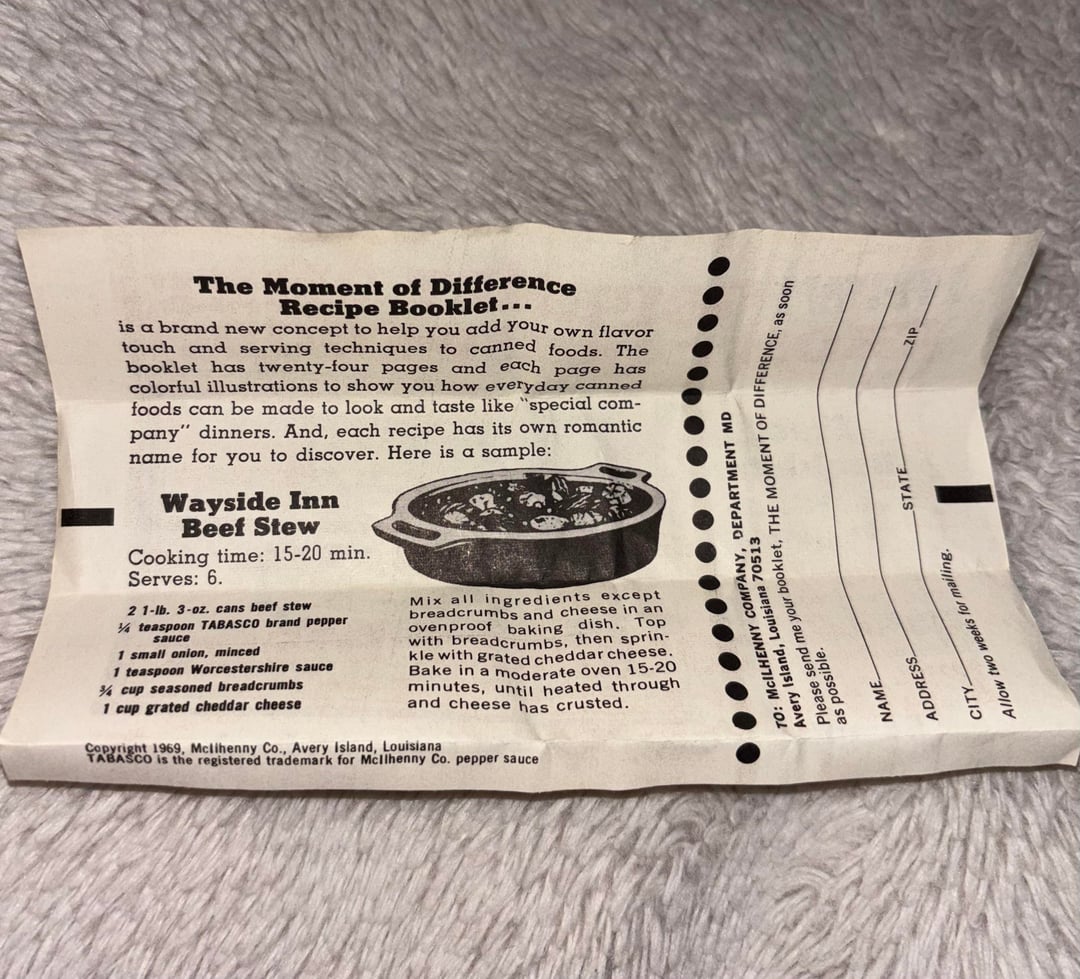 The Moment of Difference
Recipe Booklet...
is a brand new concept to help you add your own flavor
touch and serving techniques to canned foods. The
booklet has twenty-four pages and each page has
colorful illustrations to show you how everyday canned
foods can be made to look and taste like "special com-
pany" dinners. And, each recipe has its own romantic
name for you to discover. Here is a sample:
Wayside Inn
Beef Stew
Cooking time: 15-20 min.
Serves: 6.
2 1-lb. 3-oz. cans beef stew
¼ teaspoon TABASCO brand pepper
sauce
1 small onion, minced
1 teaspoon Worcestershire sauce
¾ cup seasoned breadcrumbs
1 cup grated cheddar cheese
Mix all ingredients except
breadcrumbs and cheese in an
ovenproof baking dish. Top
with breadcrumbs, then sprin-
kle with grated cheddar cheese.
Bake in a moderate oven 15-20
minutes, until heated through
and cheese has crusted.
Copyright 1969, McIlhenny Co., Avery Island, Louisiana
TABASCO is the registered trademark for McIlhenny Co. pepper sauce
TO: McILHENNY COMPANY, DEPARTMENT MD
Avery Island, Louisiana 70513
Please send me your booklet, THE MOMENT OF DIFFERENCE, as soon
as possible.
NAME
ADDRESS
CITY STATE ZIP
Allow two weeks for mailing.